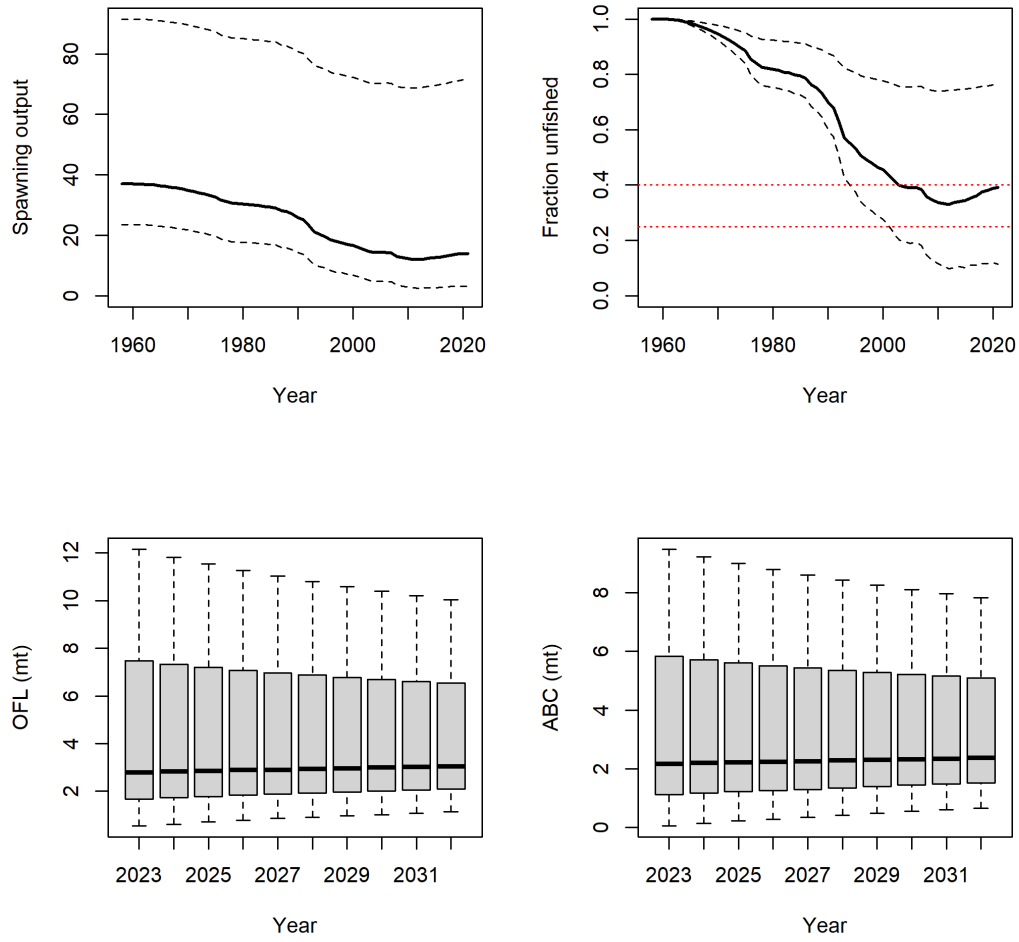 Spawning output
80
60
40
20
0
1960 1980 2000 2020
Year
Fraction unfished
1.0
0.8
0.6
0.4
0.2
0.0
1960 1980 2000 2020
Year
OFL (mt)
12
10
8
6
4
2
2023 2025 2027 2029 2031
Year
ABC (mt)
8
6
4
2
0
2023 2025 2027 2029 2031
Year